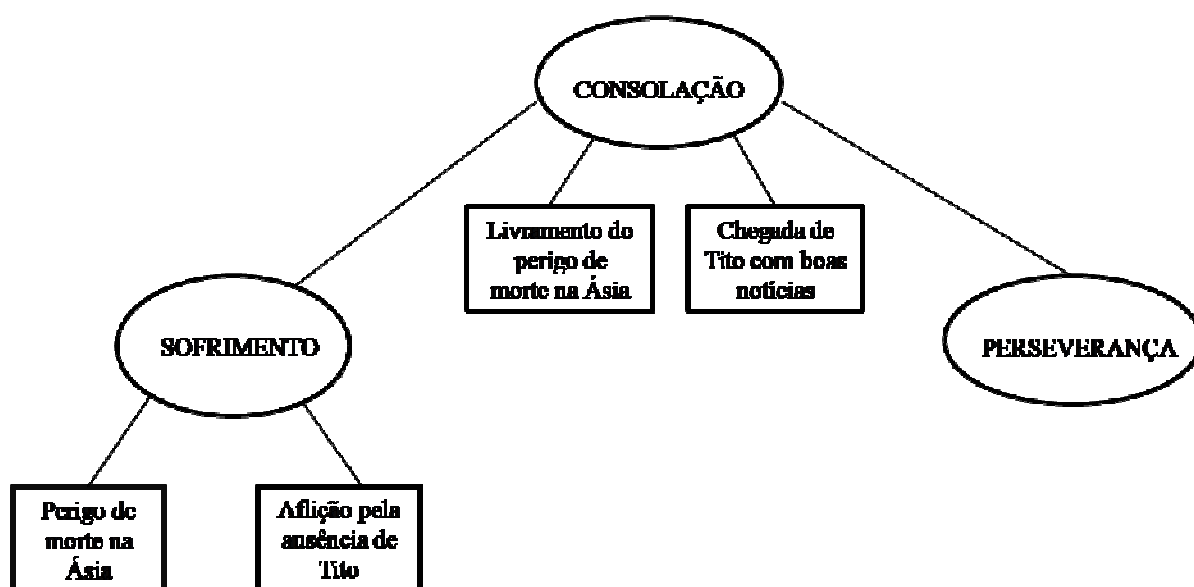 CONSOLAÇÃO
Livramento do
perigo de
morte na Ásia
Chegada de
Tito com boas
notícias
SOFRIMENTO
PERSEVERANÇA
Perigo de
morte na
Ásia
Aflição pela
ausência de
Tito